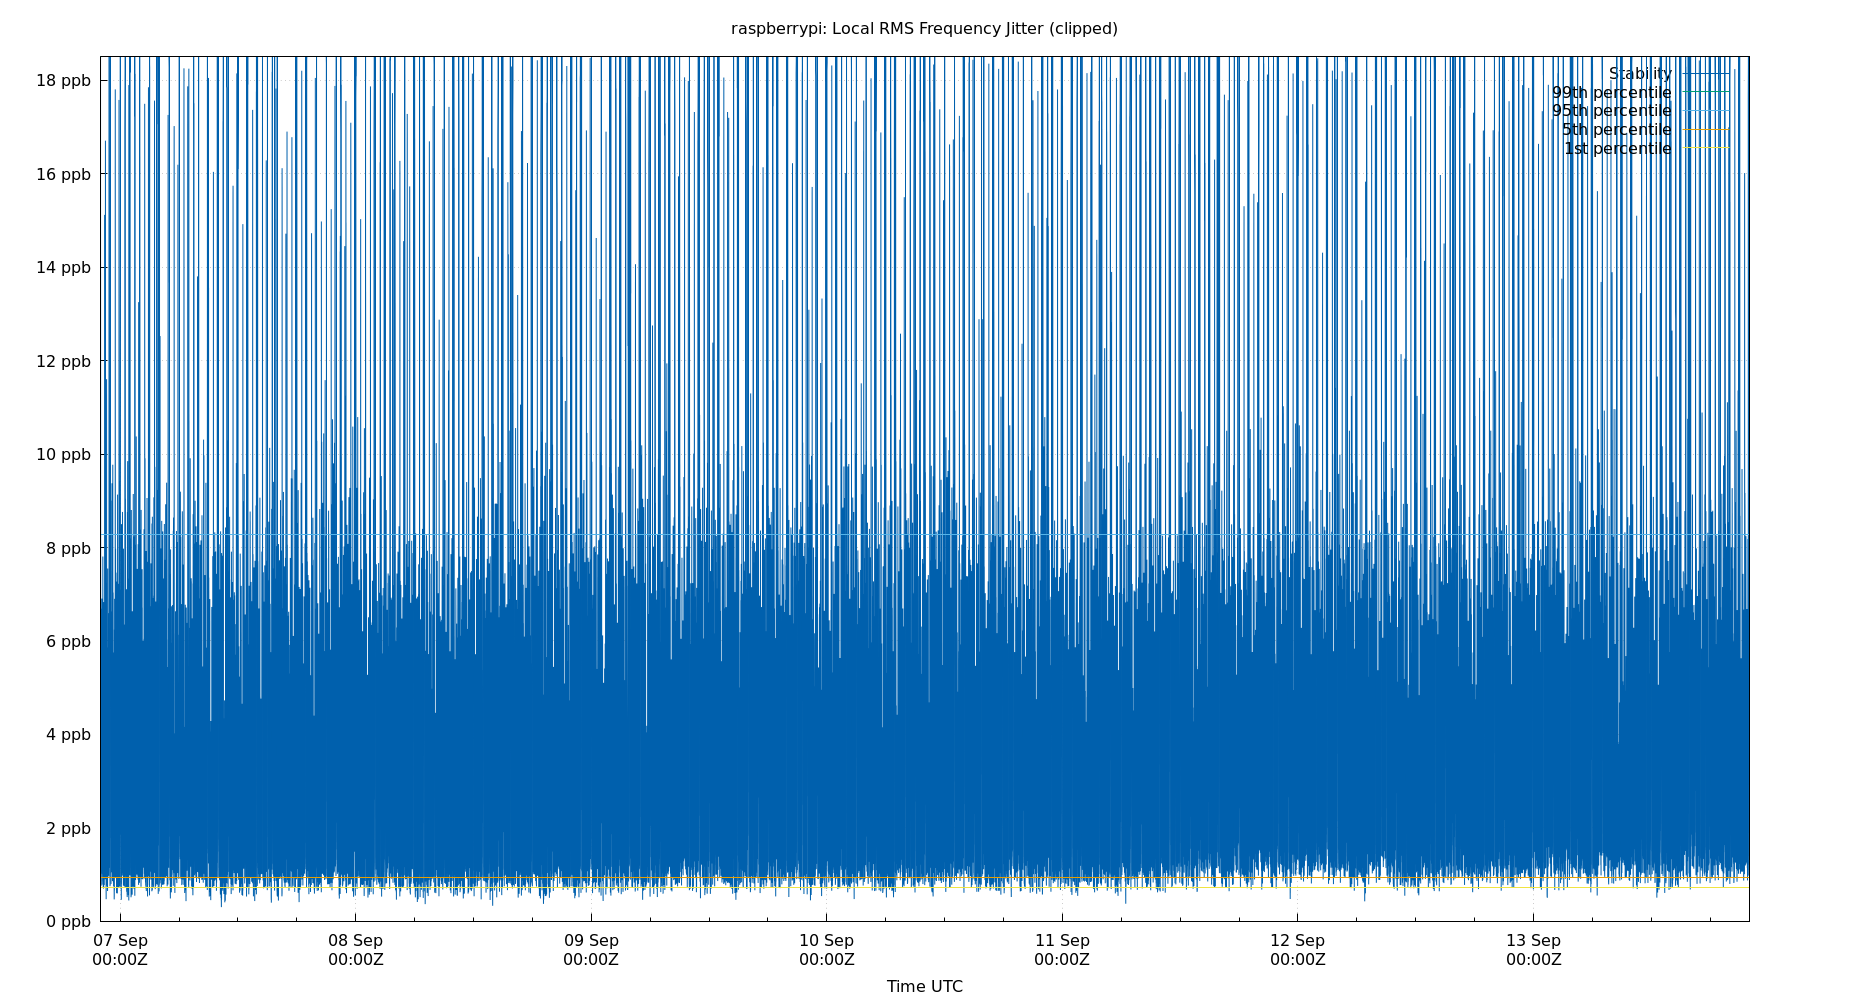 raspberrypi: Local RMS Frequency Jitter (clipped)
18 ppb
16 ppb
14 ppb
12 ppb
10 ppb
8 ppb
6 ppb
4 ppb
2 ppb
0 ppb
Stability
99th percentile
95th percentile
5th percentile
1st percentile
07 Sep 08 Sep 09 Sep 10 Sep 11 Sep 12 Sep 13 Sep
00:00Z 00:00Z 00:00Z 00:00Z 00:00Z 00:00Z 00:00Z
Time UTC